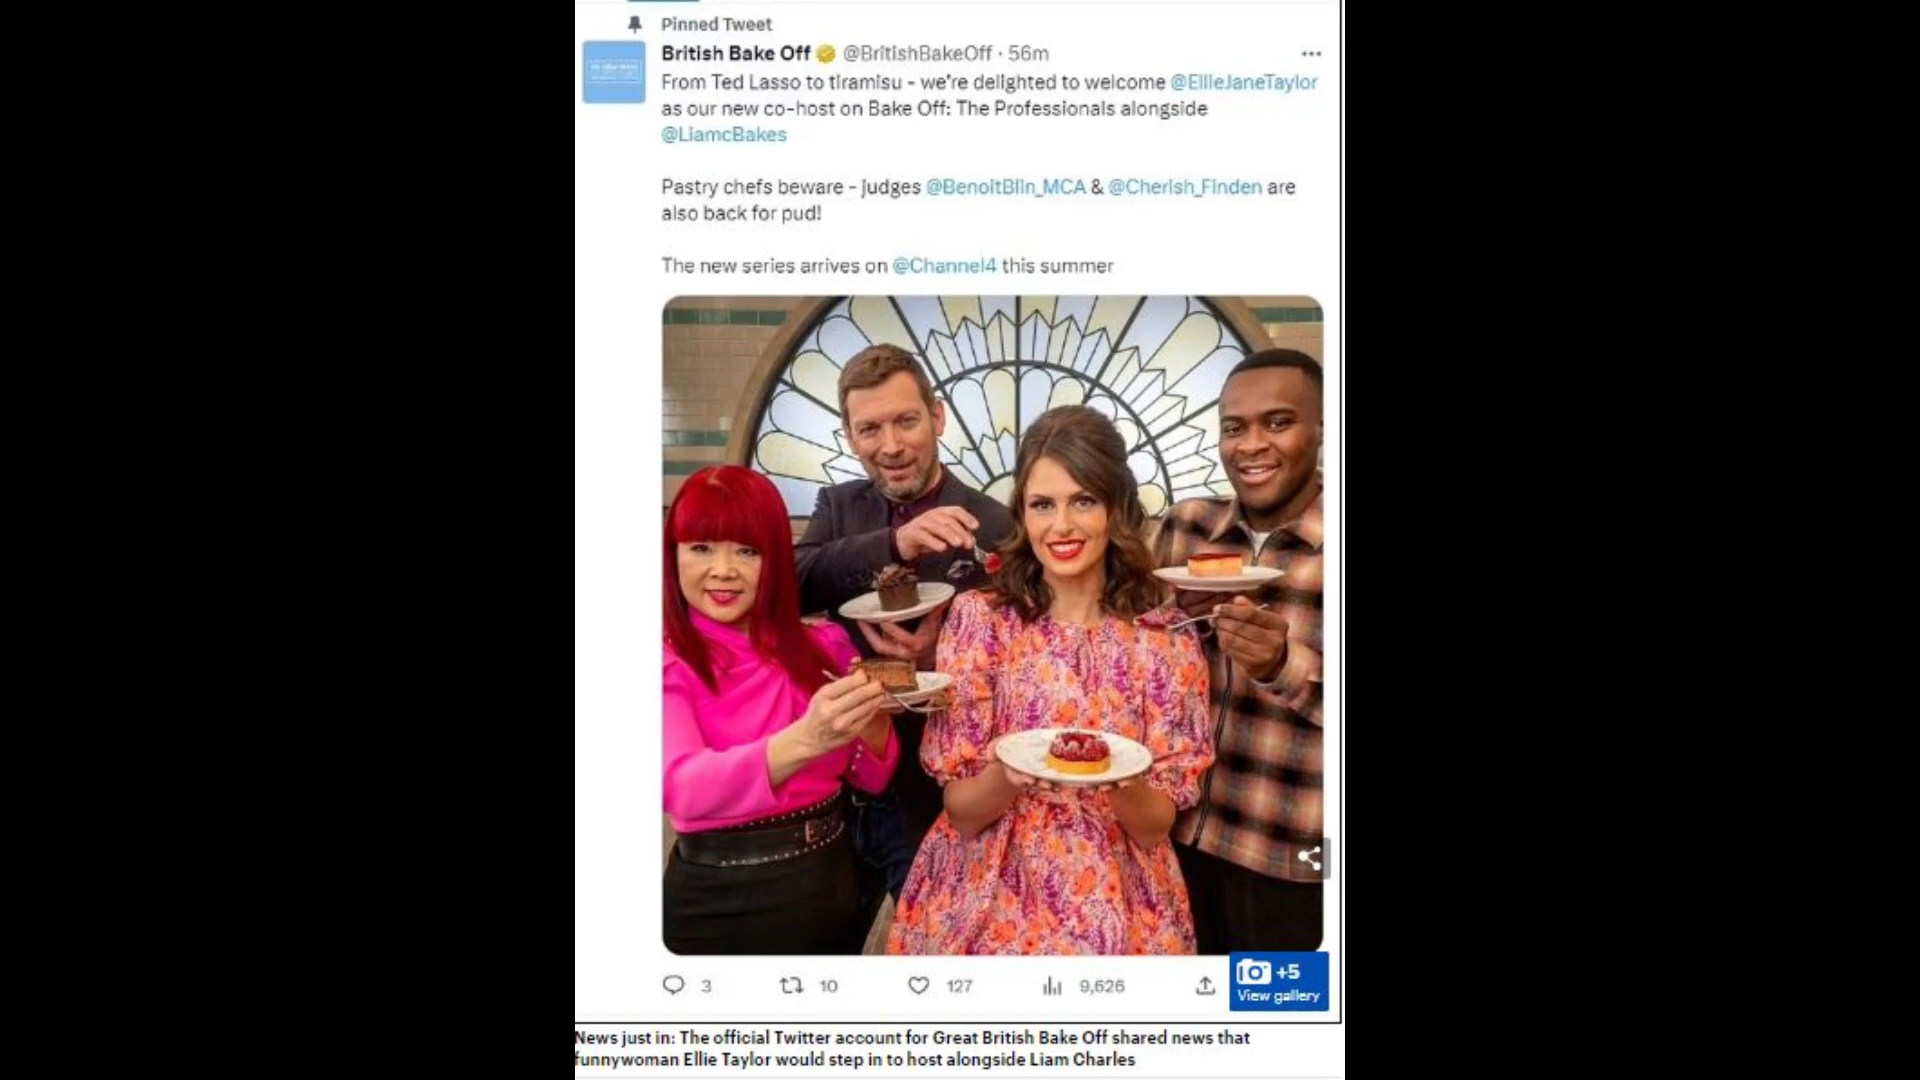 Pinned Tweet
British Bake Off @BritishBakeOff · 56m
From Ted Lasso to tiramisu - we're delighted to welcome @EllieJaneTaylor
as our new co-host on Bake Off: The Professionals alongside
@LiamcBakes
Pastry chefs beware - judges @BenoitBlin_MCA & @Cherish_Finden are
also back for pud!
The new series arrives on @Channel4 this summer
3 10 127 9,626
+5
View gallery
News just in: The official Twitter account for Great British Bake Off shared news that
funnywoman Ellie Taylor would step in to host alongside Liam Charles